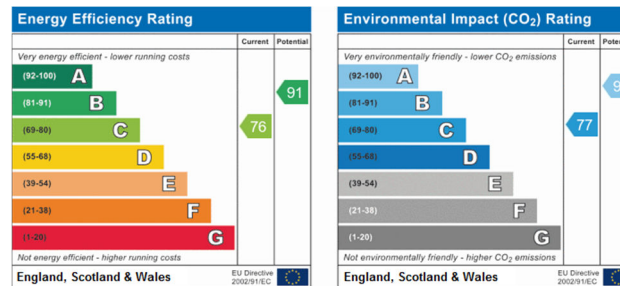 Energy Efficiency Rating
Current Potential
Very energy efficient - lower running costs
(92-100) A
(81-91) B
91
(69-80) C
76
(55-68) D
(39-54) E
(21-38) F
(1-20) G
Not energy efficient - higher running costs
England, Scotland & Wales
EU Directive
2002/91/EC
Environmental Impact (CO₂) Rating
Current Pote
Very environmentally friendly - lower CO₂ emissions
(92-100) A
9
(81-91) B
(69-80) C
77
(55-68) D
(39-54) E
(21-38) F
(1-20) G
Not environmentally friendly - higher CO₂ emissions
England, Scotland & Wales
EU Directive
2002/91/EC